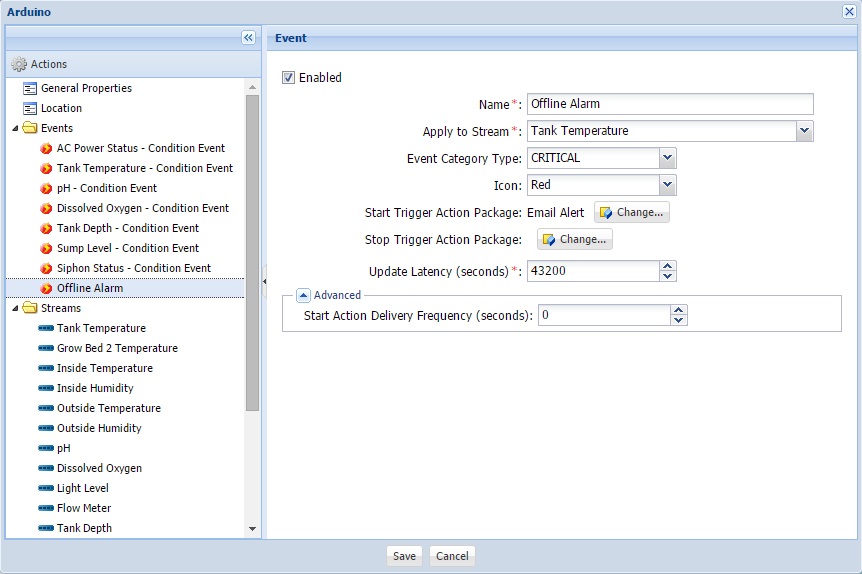 Arduino
Actions
General Properties
Location
Events
AC Power Status - Condition Event
Tank Temperature - Condition Event
pH - Condition Event
Dissolved Oxygen - Condition Event
Tank Depth - Condition Event
Sump Level - Condition Event
Siphon Status - Condition Event
Offline Alarm
Streams
Tank Temperature
Grow Bed 2 Temperature
Inside Temperature
Inside Humidity
Outside Temperature
Outside Humidity
pH
Dissolved Oxygen
Light Level
Flow Meter
Tank Depth
Event
Enabled
Name*: Offline Alarm
Apply to Stream*: Tank Temperature
Event Category Type: CRITICAL
Icon: Red
Start Trigger Action Package: Email Alert Change...
Stop Trigger Action Package: Change...
Update Latency (seconds)*: 43200
Advanced
Start Action Delivery Frequency (seconds): 0
Save Cancel